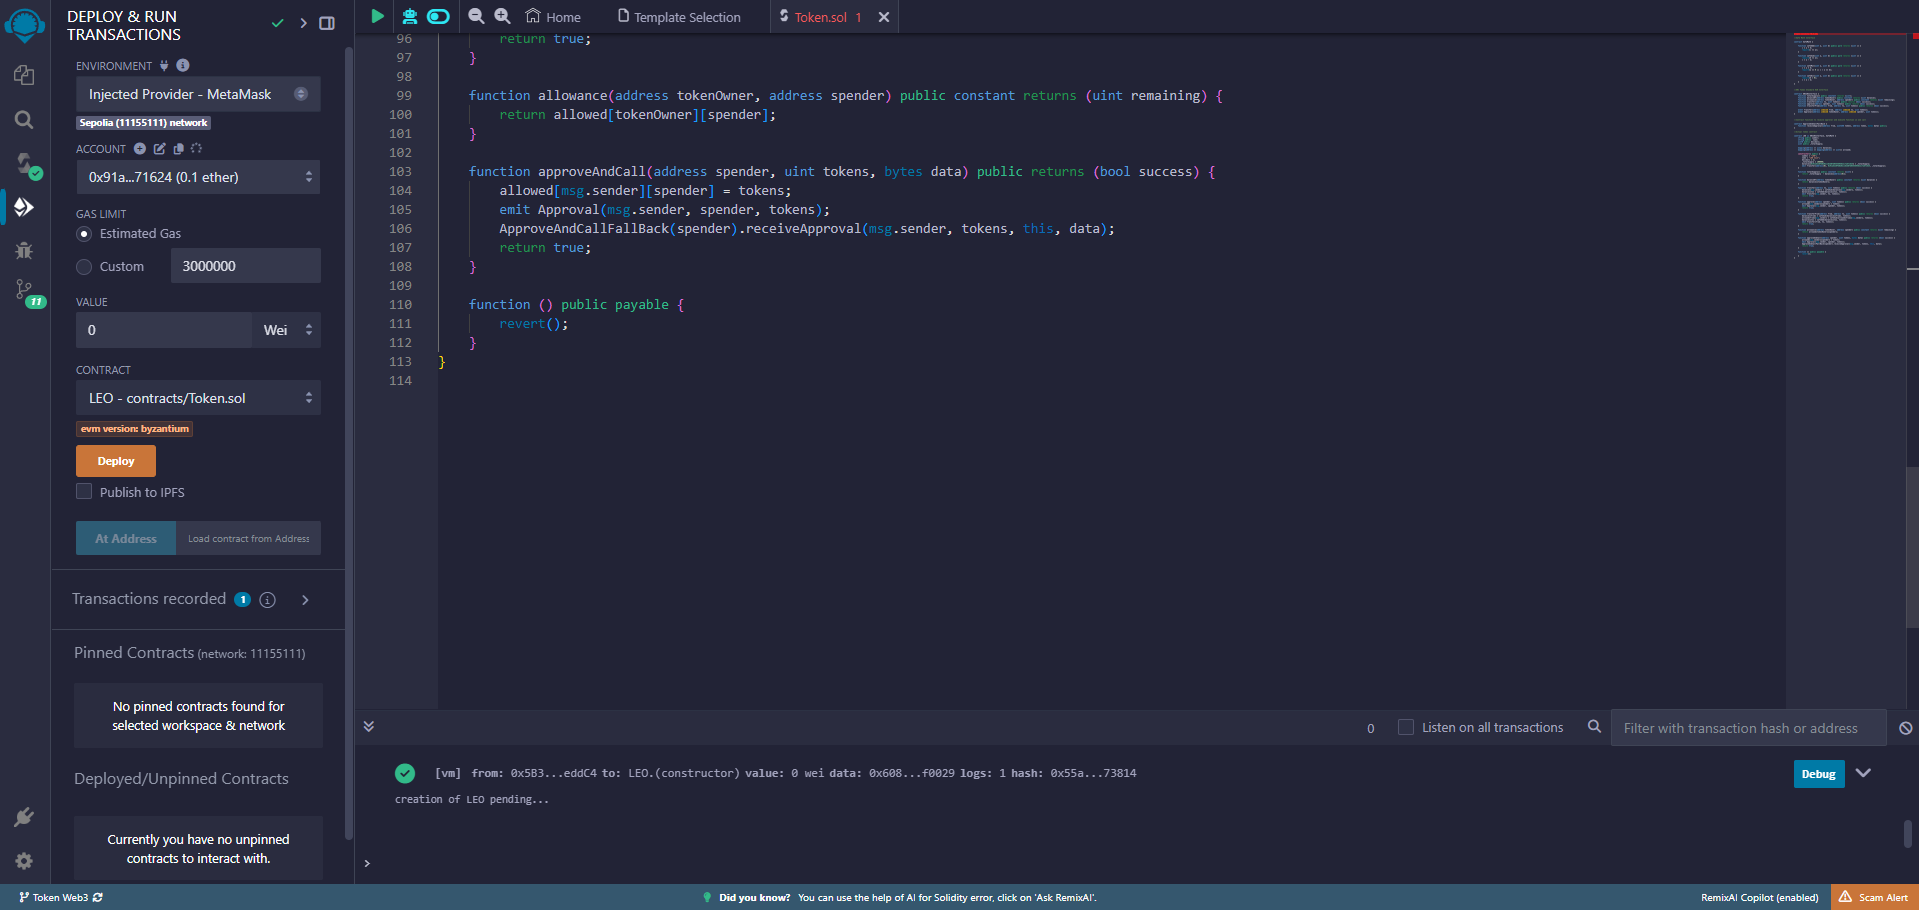 DEPLOY & RUN
TRANSACTIONS
ENVIRONMENT
Injected Provider - MetaMask
Sepolia (11155111) network
ACCOUNT
0x91a...71624 (0.1 ether)
GAS LIMIT
Estimated Gas
Custom 3000000
VALUE
0 Wei
CONTRACT
LEO - contracts/Token.sol
evm version: byzantium
Deploy
Publish to IPFS
At Address Load contract from Address
Transactions recorded 1
Pinned Contracts (network: 11155111)
No pinned contracts found for
selected workspace & network
Deployed/Unpinned Contracts
Currently you have no unpinned
contracts to interact with.
11
Home Template Selection Token.sol 1
96 return true;
97 }
98
99 function allowance(address tokenOwner, address spender) public constant returns (uint remaining) {
100 return allowed[tokenOwner][spender];
101 }
102
103 function approveAndCall(address spender, uint tokens, bytes data) public returns (bool success) {
104 allowed[msg.sender][spender] = tokens;
105 emit Approval(msg.sender, spender, tokens);
106 ApproveAndCallFallBack(spender).receiveApproval(msg.sender, tokens, this, data);
107 return true;
108 }
109
110 function () public payable {
111 revert();
112 }
113 }
114
0 Listen on all transactions Filter with transaction hash or address
[vm] from: 0x5B3...eddC4 to: LEO.(constructor) value: 0 wei data: 0x608...f0029 logs: 1 hash: 0x55a...73814
Debug
creation of LEO pending...
>
Token Web3 Did you know? You can use the help of AI for Solidity error, click on 'Ask RemixAI'. RemixAI Copilot (enabled) Scam Alert